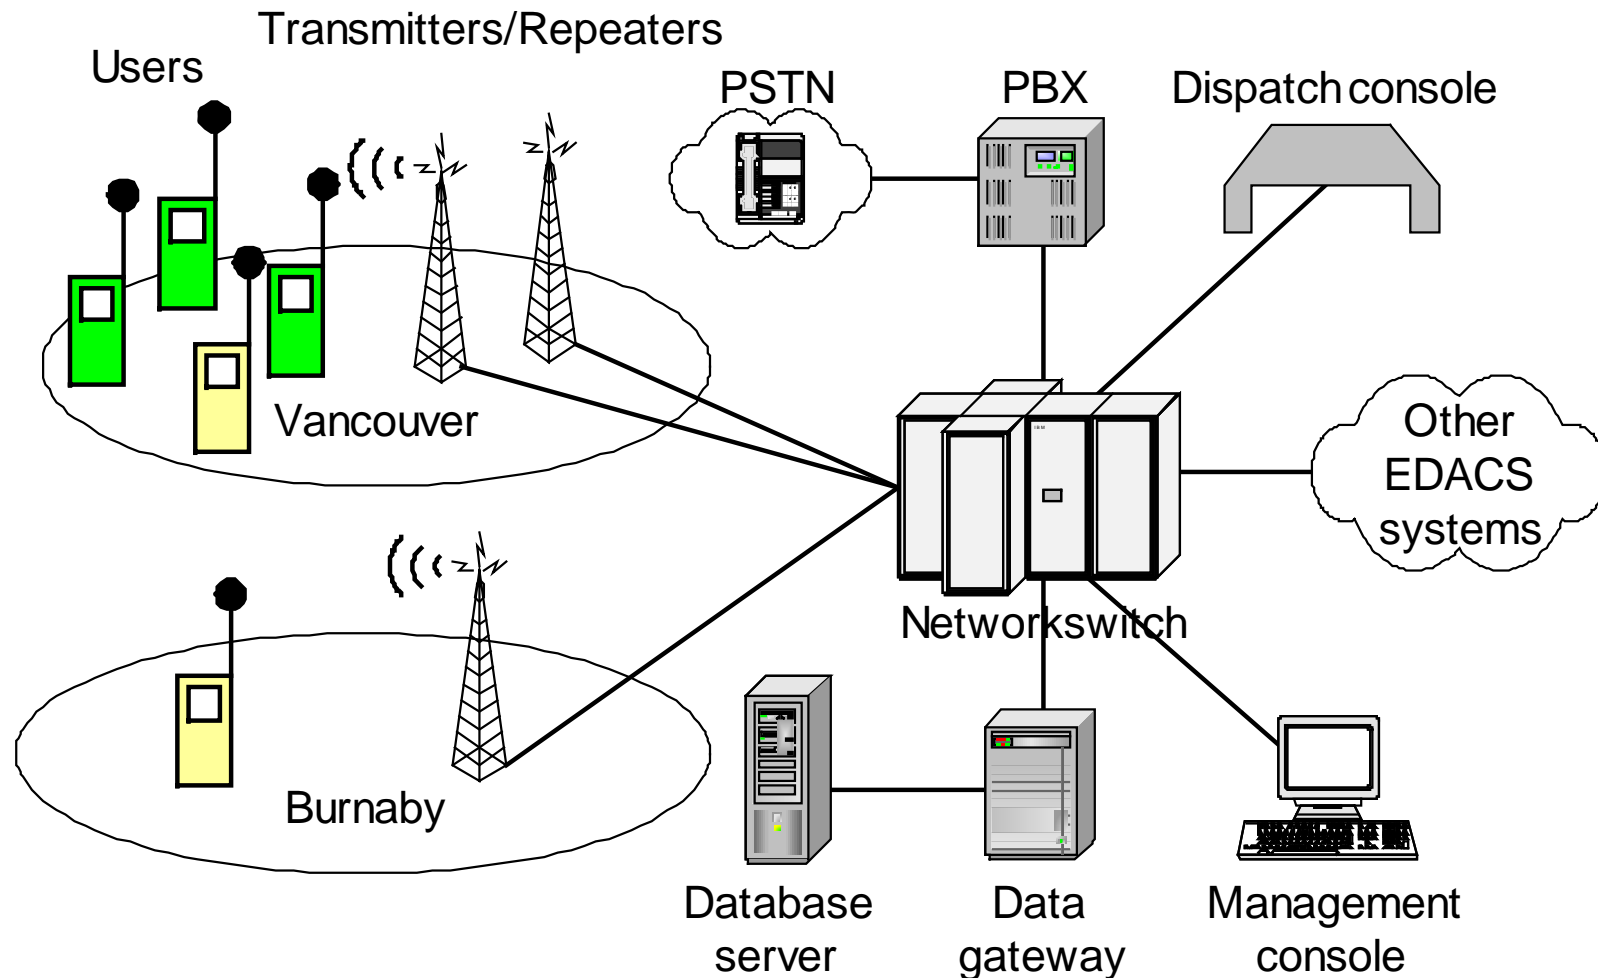 Transmitters/Repeaters
Users
PSTN
PBX
Dispatch console
Vancouver
Other
EDACS
systems
IBM
Networkswitch
Burnaby
Database
server
Data
gateway
Management
console